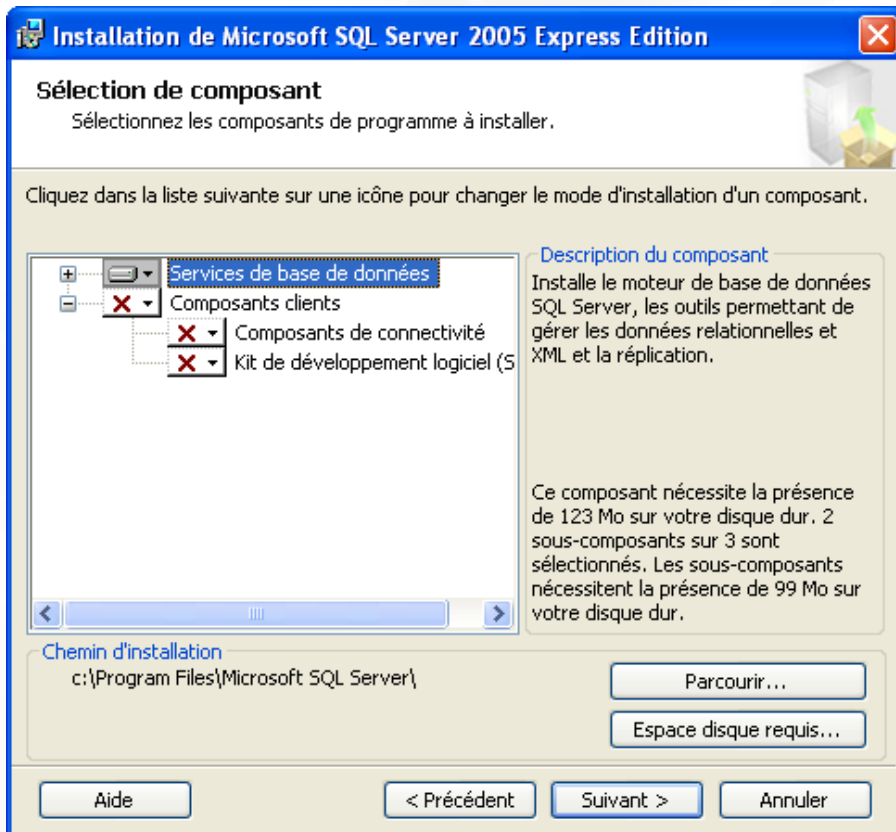 Installation de Microsoft SQL Server 2005 Express Edition
Sélection de composant
Sélectionnez les composants de programme à installer.
Cliquez dans la liste suivante sur une icône pour changer le mode d'installation d'un composant.
Services de base de données
Composants clients
Composants de connectivité
Kit de développement logiciel (S
Description du composant
Installe le moteur de base de données
SQL Server, les outils permettant de
gérer les données relationnelles et
XML et la réplication.
Ce composant nécessite la présence
de 123 Mo sur votre disque dur. 2
sous-composants sur 3 sont
sélectionnés. Les sous-composants
nécessitent la présence de 99 Mo sur
votre disque dur.
Chemin d'installation
c:\Program Files\Microsoft SQL Server\
Parcourir...
Espace disque requis...
Aide
< Précédent
Suivant >
Annuler